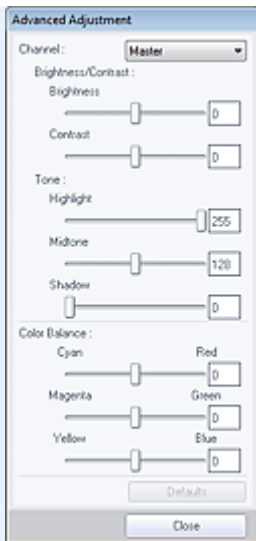 Advanced Adjustment
Channel : Master
Brightness/Contrast :
Brightness
0
Contrast
0
Tone :
Highlight
255
Midtone
128
Shadow
0
Color Balance :
Cyan Red
0
Magenta Green
0
Yellow Blue
0
Defaults
Close